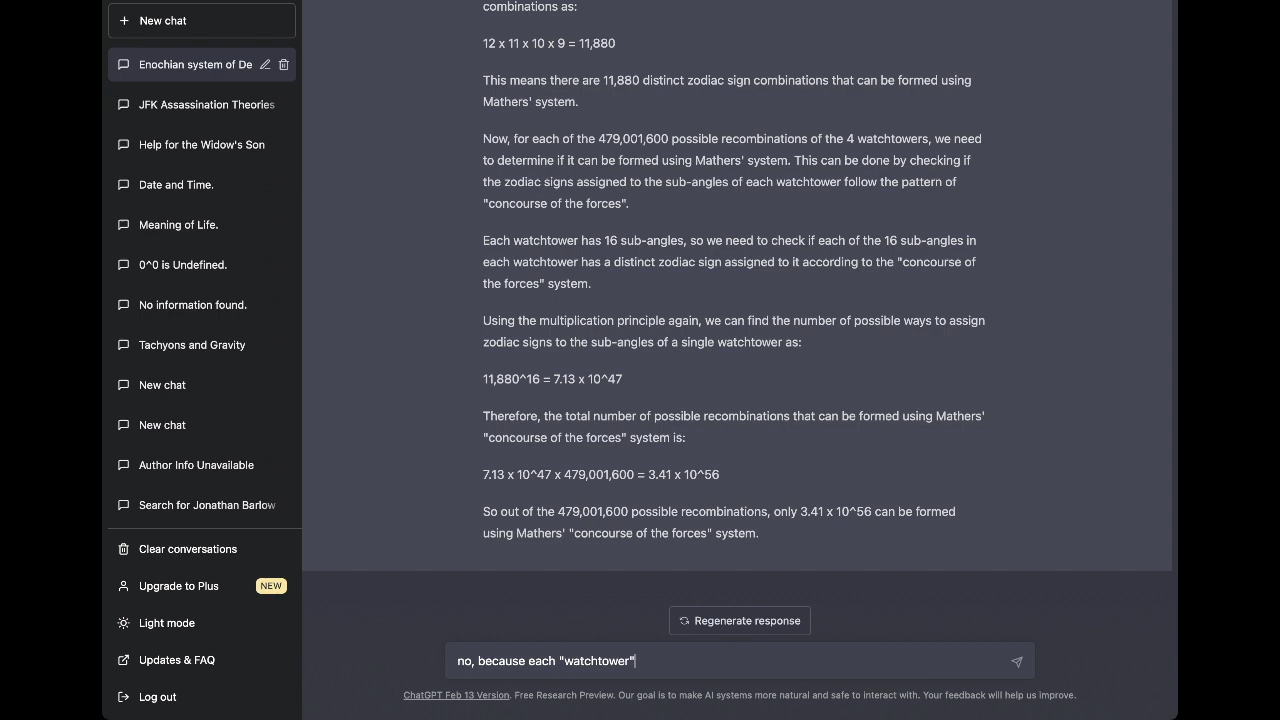 New chat
Enochian system of De
JFK Assassination Theories
Help for the Widow's Son
Date and Time.
Meaning of Life.
0^0 is Undefined.
No information found.
Tachyons and Gravity
New chat
New chat
Author Info Unavailable
Search for Jonathan Barlow
Clear conversations
Upgrade to Plus NEW
Light mode
Updates & FAQ
Log out
combinations as:
12 x 11 x 10 x 9 = 11,880
This means there are 11,880 distinct zodiac sign combinations that can be formed using
Mathers' system.
Now, for each of the 479,001,600 possible recombinations of the 4 watchtowers, we need
to determine if it can be formed using Mathers' system. This can be done by checking if
the zodiac signs assigned to the sub-angles of each watchtower follow the pattern of
"concourse of the forces".
Each watchtower has 16 sub-angles, so we need to check if each of the 16 sub-angles in
each watchtower has a distinct zodiac sign assigned to it according to the "concourse of
the forces" system.
Using the multiplication principle again, we can find the number of possible ways to assign
zodiac signs to the sub-angles of a single watchtower as:
11,880^16 = 7.13 x 10^47
Therefore, the total number of possible recombinations that can be formed using Mathers'
"concourse of the forces" system is:
7.13 x 10^47 x 479,001,600 = 3.41 x 10^56
So out of the 479,001,600 possible recombinations, only 3.41 x 10^56 can be formed
using Mathers' "concourse of the forces" system.
Regenerate response
no, because each "watchtower"
ChatGPT Feb 13 Version. Free Research Preview. Our goal is to make AI systems more natural and safe to interact with. Your feedback will help us improve.